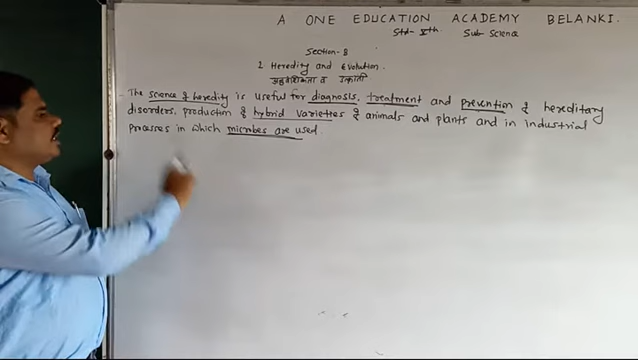 A ONE EDUCATION ACADEMY BELANKI.
Std- Xth. Sub- Science
Section- B
2 Heredity and Evolution.
अनुवंशिकता व उत्क्रांती
The science of heredity is useful for diagnosis, treatment and prevention of hereditary
disorders, production of hybrid varieties of animals and plants and in industrial
processes in which microbes are used.